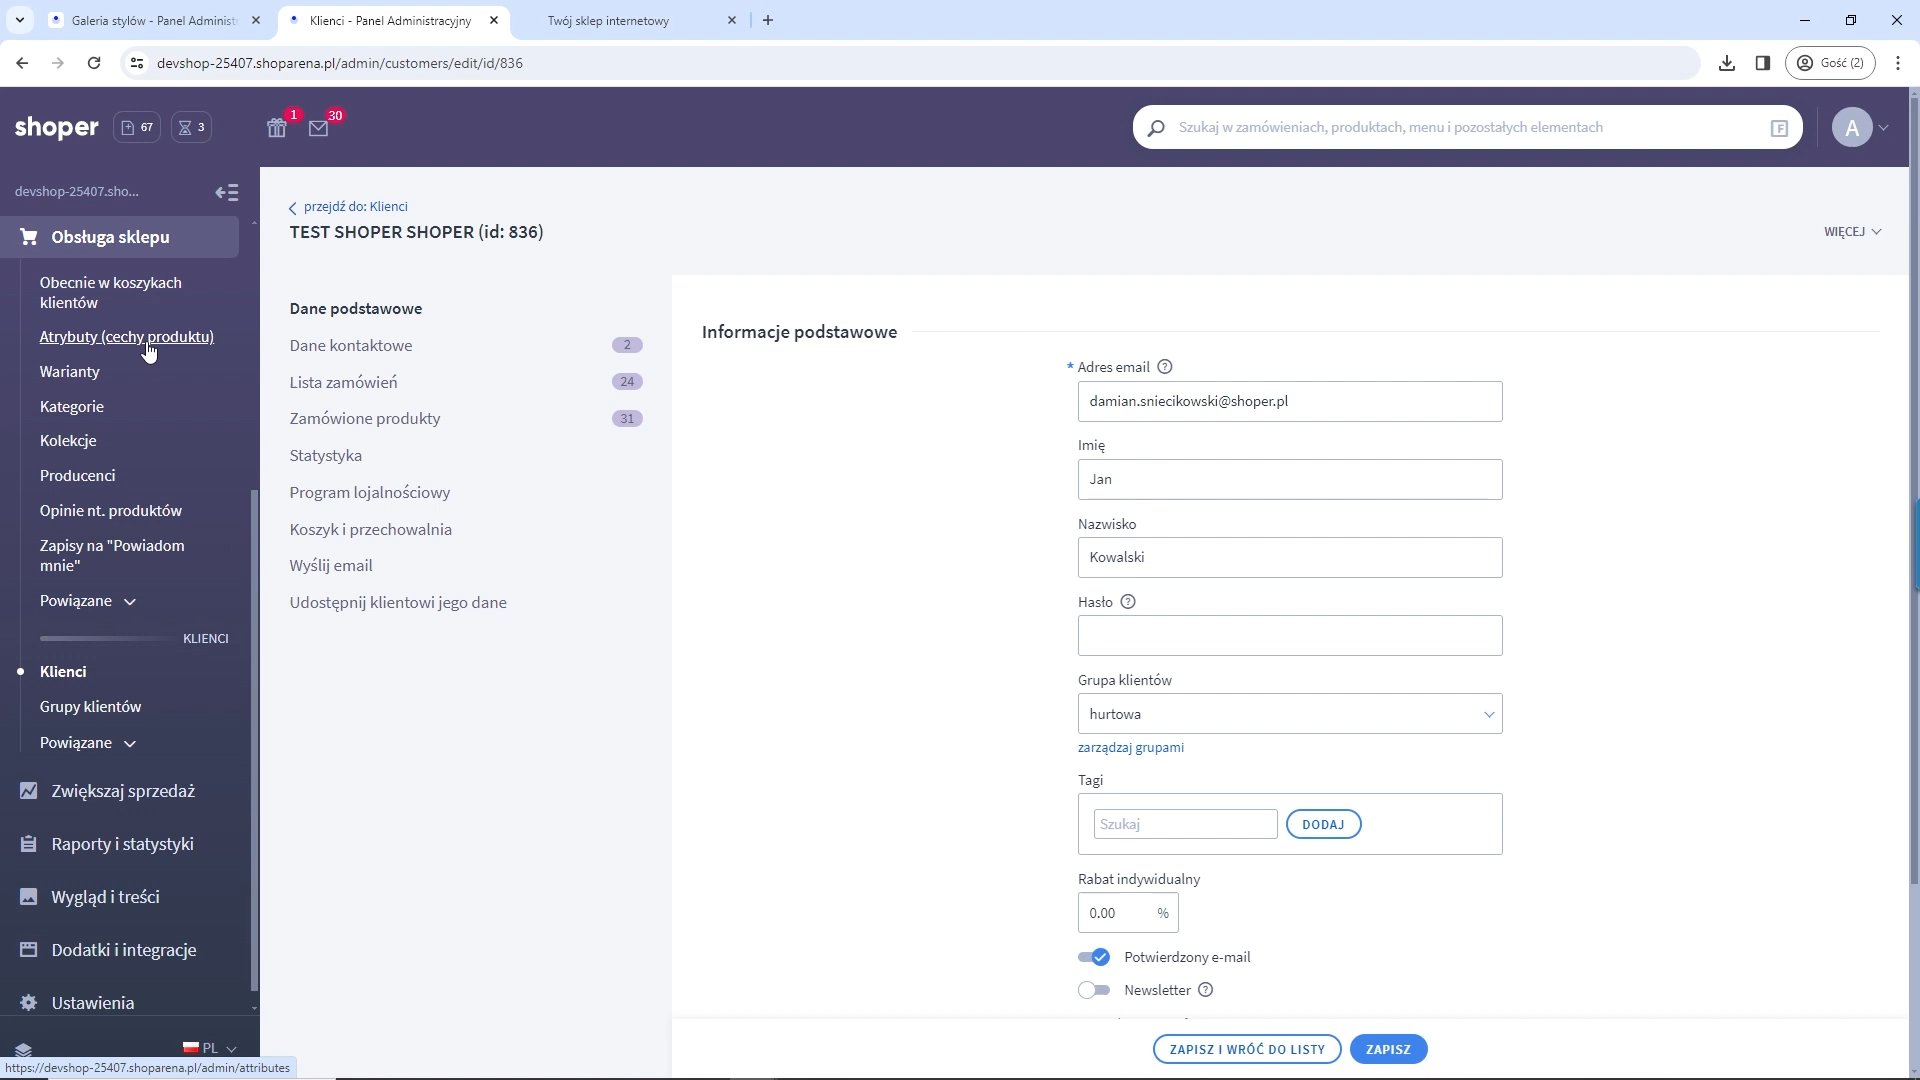 Galeria stylów - Panel Administr
Klienci - Panel Administracyjny
Twój sklep internetowy
devshop-25407.shoparena.pl/admin/customers/edit/id/836
Gość (2)
shoper
67
3
1
30
Szukaj w zamówieniach, produktach, menu i pozostałych elementach
F
A
devshop-25407.sho...
Obsługa sklepu
Obecnie w koszykach
klientów
Atrybuty (cechy produktu)
Warianty
Kategorie
Kolekcje
Producenci
Opinie nt. produktów
Zapisy na "Powiadom
mnie"
Powiązane
KLIENCI
Klienci
Grupy klientów
Powiązane
Zwiększaj sprzedaż
Raporty i statystyki
Wygląd i treści
Dodatki i integracje
Ustawienia
PL
https://devshop-25407.shoparena.pl/admin/attributes
przejdź do: Klienci
TEST SHOPER SHOPER (id: 836)
WIĘCEJ
Dane podstawowe
Dane kontaktowe 2
Lista zamówień 24
Zamówione produkty 31
Statystyka
Program lojalnościowy
Koszyk i przechowalnia
Wyślij email
Udostępnij klientowi jego dane
Informacje podstawowe
* Adres email ?
damian.sniecikowski@shoper.pl
Imię
Jan
Nazwisko
Kowalski
Hasło ?
Grupa klientów
hurtowa
zarządzaj grupami
Tagi
Szukaj
DODAJ
Rabat indywidualny
0.00 %
Potwierdzony e-mail
Newsletter ?
ZAPISZ I WRÓĆ DO LISTY
ZAPISZ